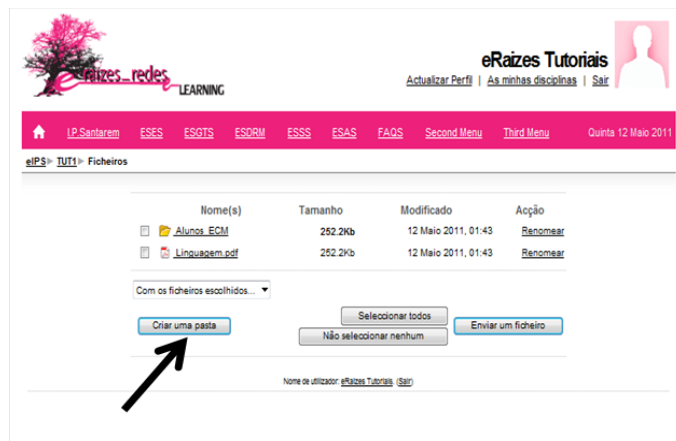 eraizes_redes
LEARNING
eRaizes Tutoriais
Actualizar Perfil | As minhas disciplinas | Sair
I.P.Santarem ESES ESGTS ESDRM ESSS ESAS FAQS Second Menu Third Menu Quinta 12 Maio 2011
eIPS ► TUT1 ► Ficheiros
Nome(s) Tamanho Modificado Acção
Alunos_ECM 252.2Kb 12 Maio 2011, 01:43 Renomear
Linguagem.pdf 252.2Kb 12 Maio 2011, 01:43 Renomear
Com os ficheiros escolhidos...
Seleccionar todos
Criar uma pasta Enviar um ficheiro
Não seleccionar nenhum
Nome de utilizador: eRaizes Tutoriais. (Sair)